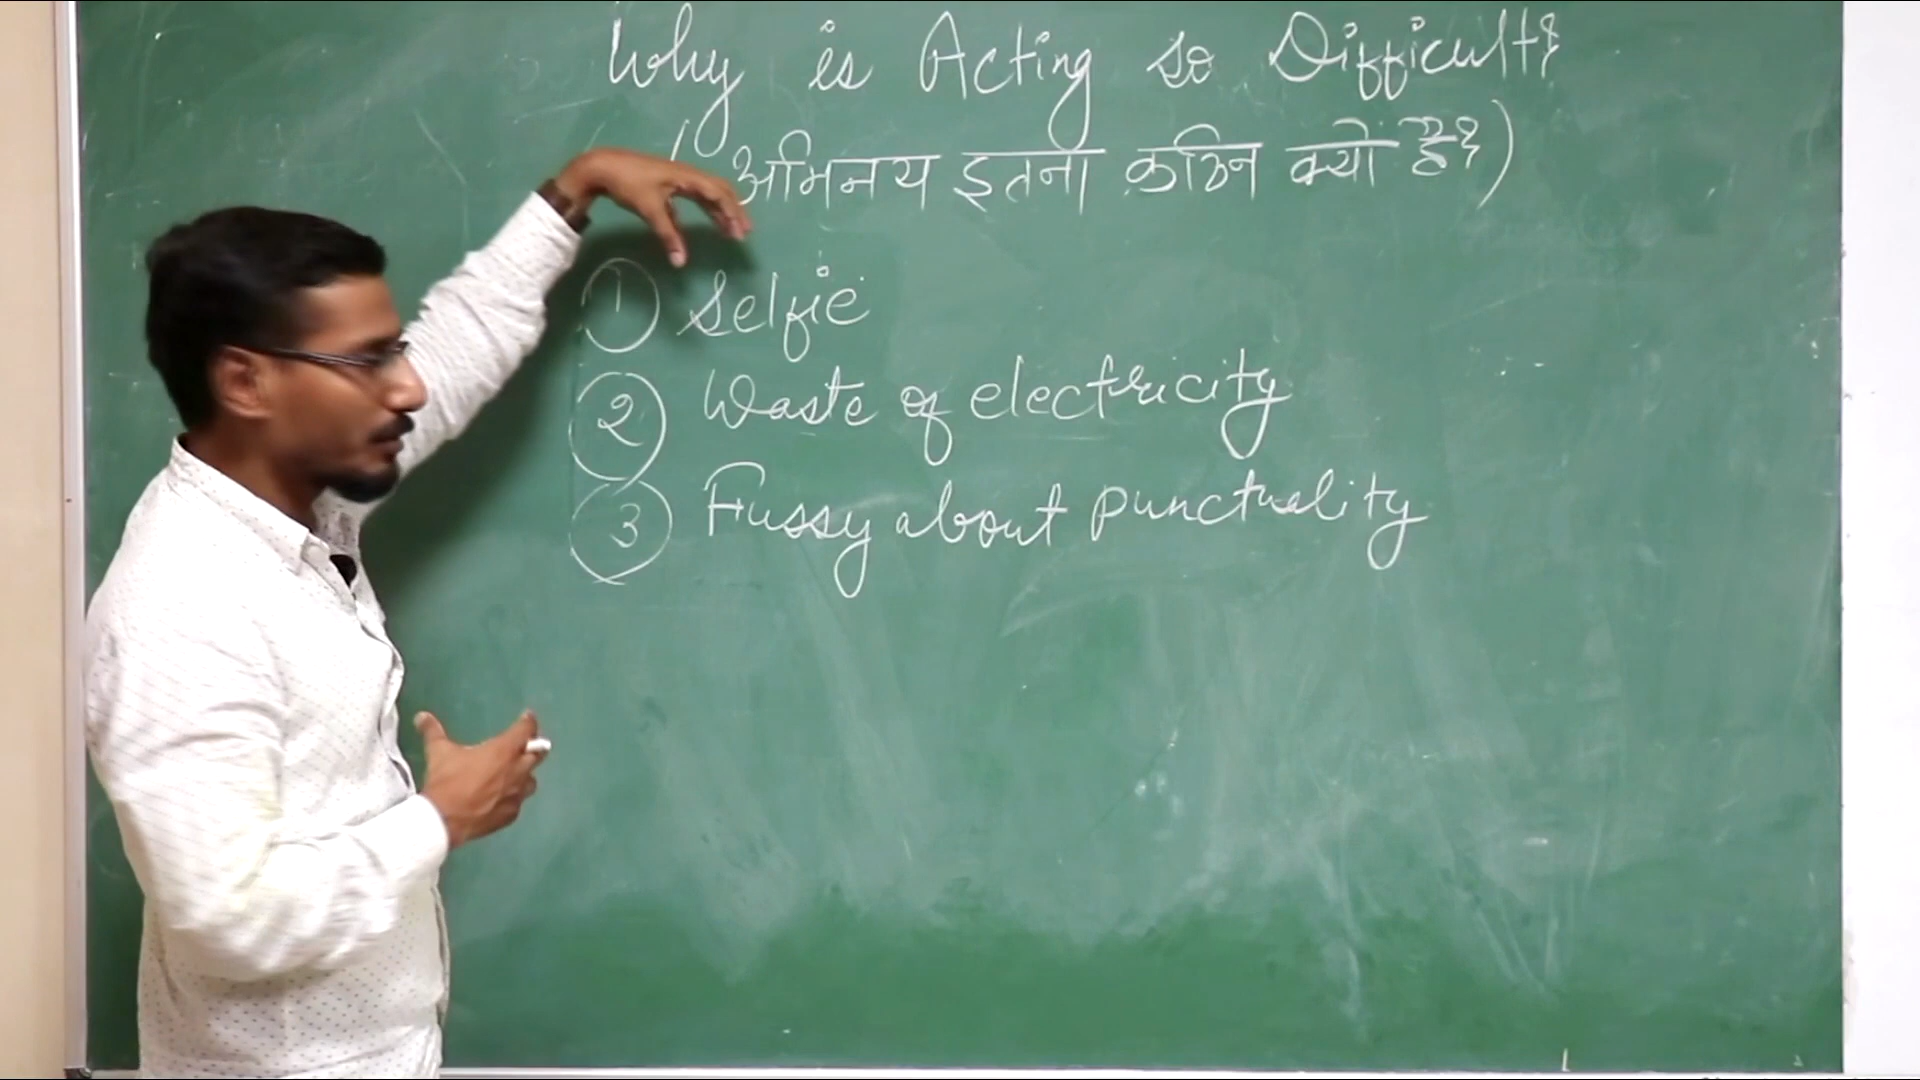 Why is Acting so Difficult?
(अभिनय इतना कठिन क्यों है?)
① Selfie
② Waste of electricity
③ Fussy about punctuality